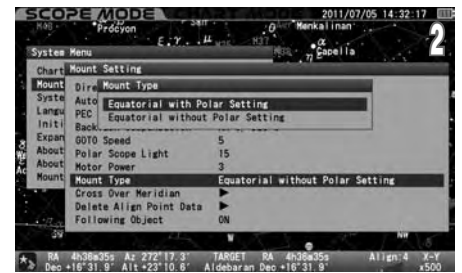 SCOPE MODE
2011/07/05 14:32:17
2
Procyon
Menkalinan
Capella
System Menu
Chart
Mount
Syste
Langu
Initi
Expan
About
About
Mount
Mount Setting
Dire
Auto
PEC
GOTO Speed 5
Polar Scope Light 15
Motor Power 3
Mount Type Equatorial without Polar Setting
Cross Over Meridian ▶
Delete Align Point Data ▶
Following Object ON
Mount Type
Equatorial with Polar Setting
Equatorial without Polar Setting
RA 4h36m35s Az 272°17.3' TARGET RA 4h36m35s Align:4 X-Y
Dec +16°31.9' Alt +23°10.6' Aldebaran Dec +16°31.9' x500